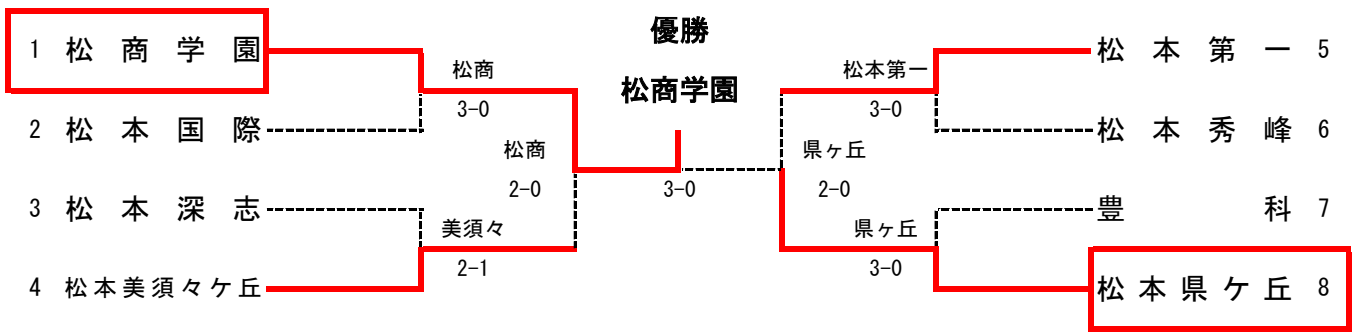 優勝
松商学園
1 松商学園
松商
3-0
2 松本国際
松商
2-0
3 松本深志
美須々
2-1
4 松本美須々ケ丘
3-0
松本第一 5
松本第一
3-0
松本秀峰 6
県ヶ丘
2-0
豊科 7
県ヶ丘
3-0
松本県ケ丘 8